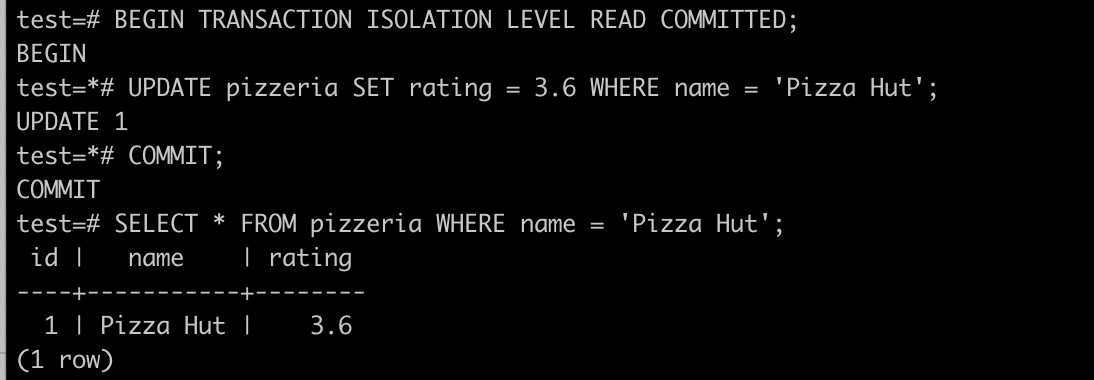 test=# BEGIN TRANSACTION ISOLATION LEVEL READ COMMITTED;
BEGIN
test=*# UPDATE pizzeria SET rating = 3.6 WHERE name = 'Pizza Hut';
UPDATE 1
test=*# COMMIT;
COMMIT
test=# SELECT * FROM pizzeria WHERE name = 'Pizza Hut';
 id |   name    | rating
----+-----------+--------
  1 | Pizza Hut |    3.6
(1 row)